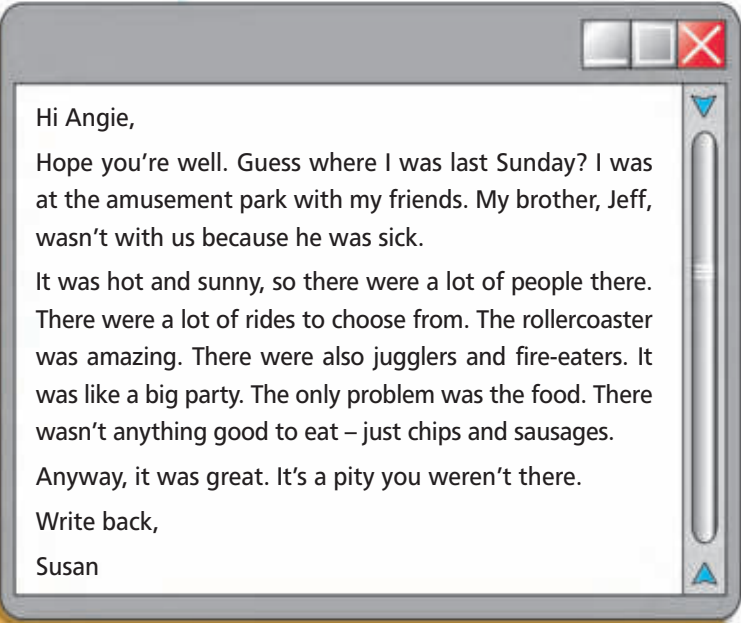 Hi Angie,
Hope you're well. Guess where I was last Sunday? I was
at the amusement park with my friends. My brother, Jeff,
wasn't with us because he was sick.
It was hot and sunny, so there were a lot of people there.
There were a lot of rides to choose from. The rollercoaster
was amazing. There were also jugglers and fire-eaters. It
was like a big party. The only problem was the food. There
wasn't anything good to eat – just chips and sausages.
Anyway, it was great. It's a pity you weren't there.
Write back,
Susan